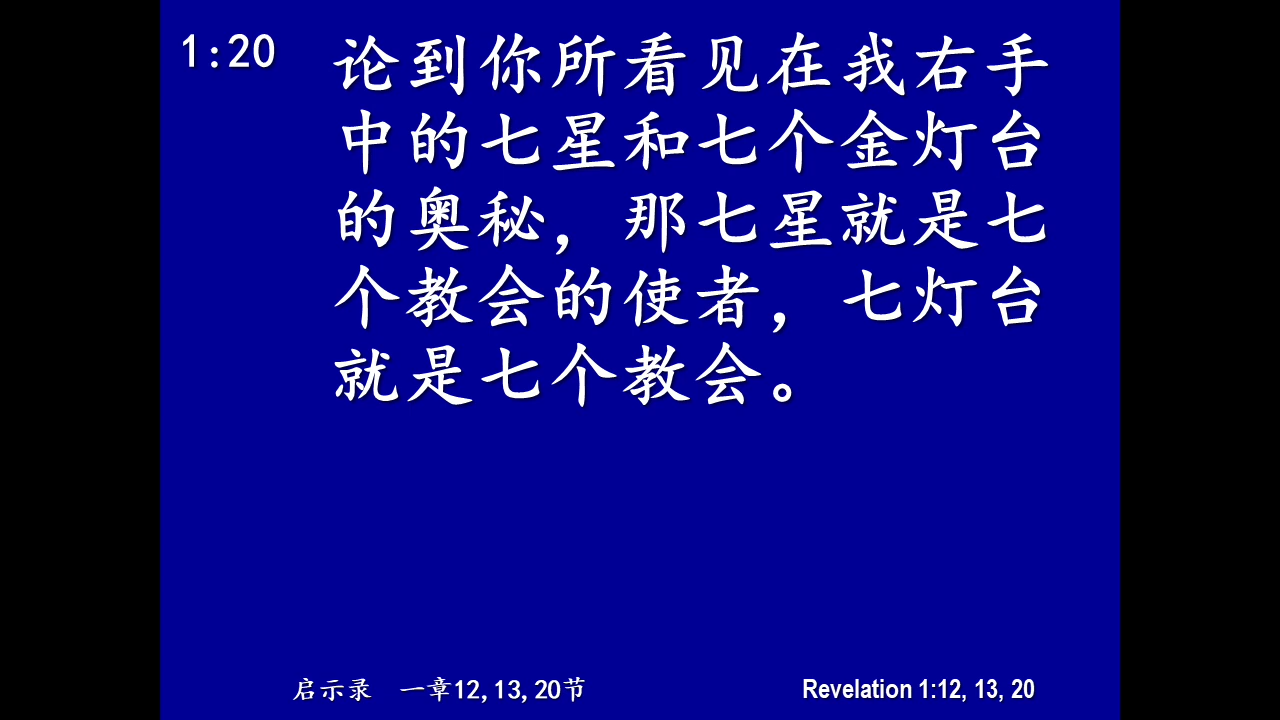 1:20
论到你所看见在我右手
中的七星和七个金灯台
的奥秘，那七星就是七
个教会的使者，七灯台
就是七个教会。
启示录　一章12,13,20节
Revelation 1:12, 13, 20